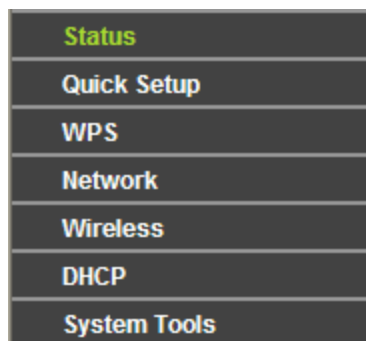 Status
Quick Setup
WPS
Network
Wireless
DHCP
System Tools